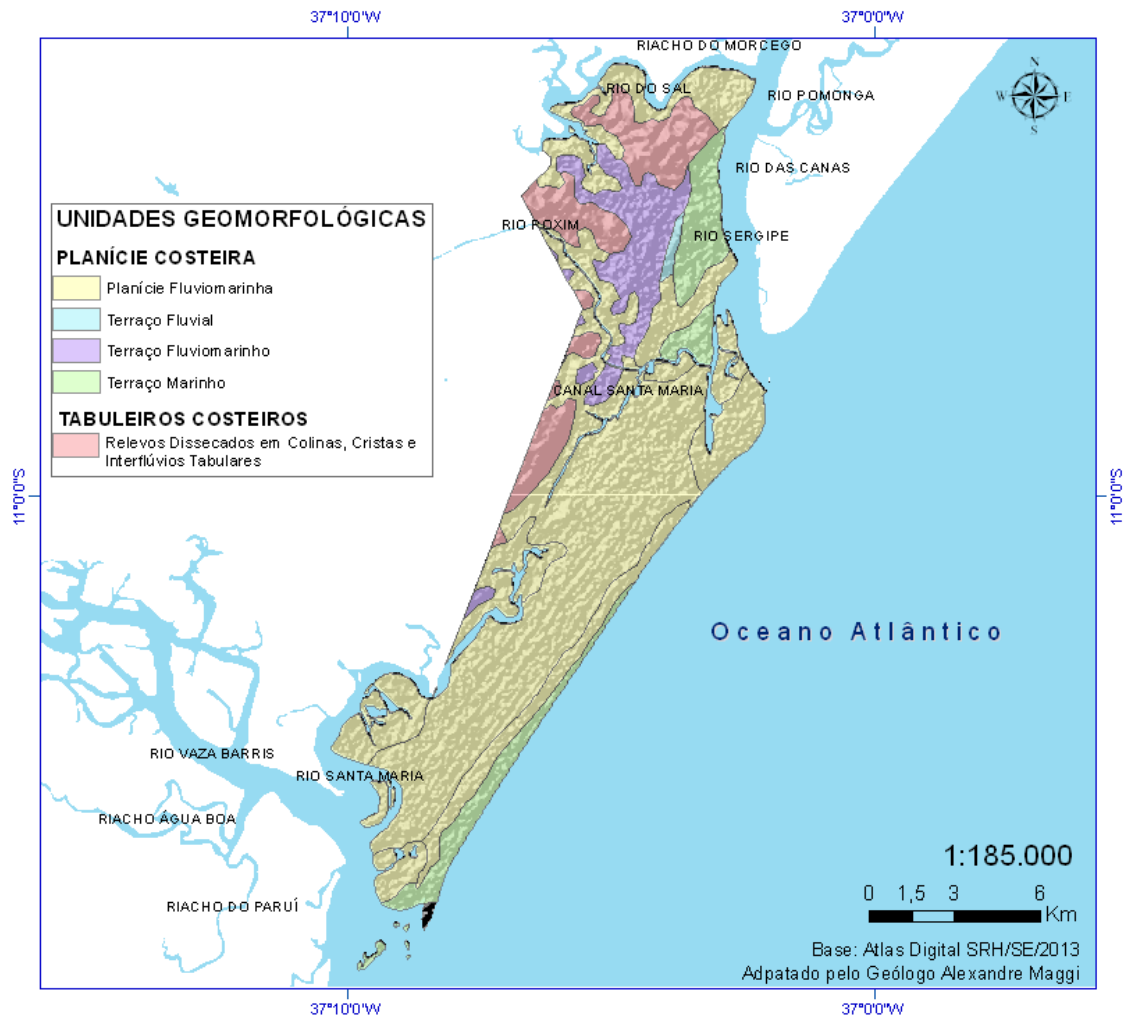 37°10'0"W
37°0'0"W
RIACHO DO MORCEGO
N
W
E
S
RIO DO SAL
RIO POMONGA
RIO DAS CANAS
UNIDADES GEOMORFOLÓGICAS
RIO POXIM
RIO SERGIPE
PLANÍCIE COSTEIRA
Planície Fluviomarinha
Terraço Fluvial
Terraço Fluviomarinho
Terraço Marinho
CANAL SANTA MARIA
TABULEIROS COSTEIROS
Relevos Dissecados em Colinas, Cristas e
Interflúvios Tabulares
11°0'0"S
11°0'0"S
Oceano Atlântico
RIO VAZA BARRIS
RIO SANTA MARIA
RIACHO ÁGUA BOA
RIACHO DO PARUÍ
1:185.000
0 1,5 3 6
Km
Base: Atlas Digital SRH/SE/2013
Adpatado pelo Geólogo Alexandre Maggi
37°10'0"W
37°0'0"W